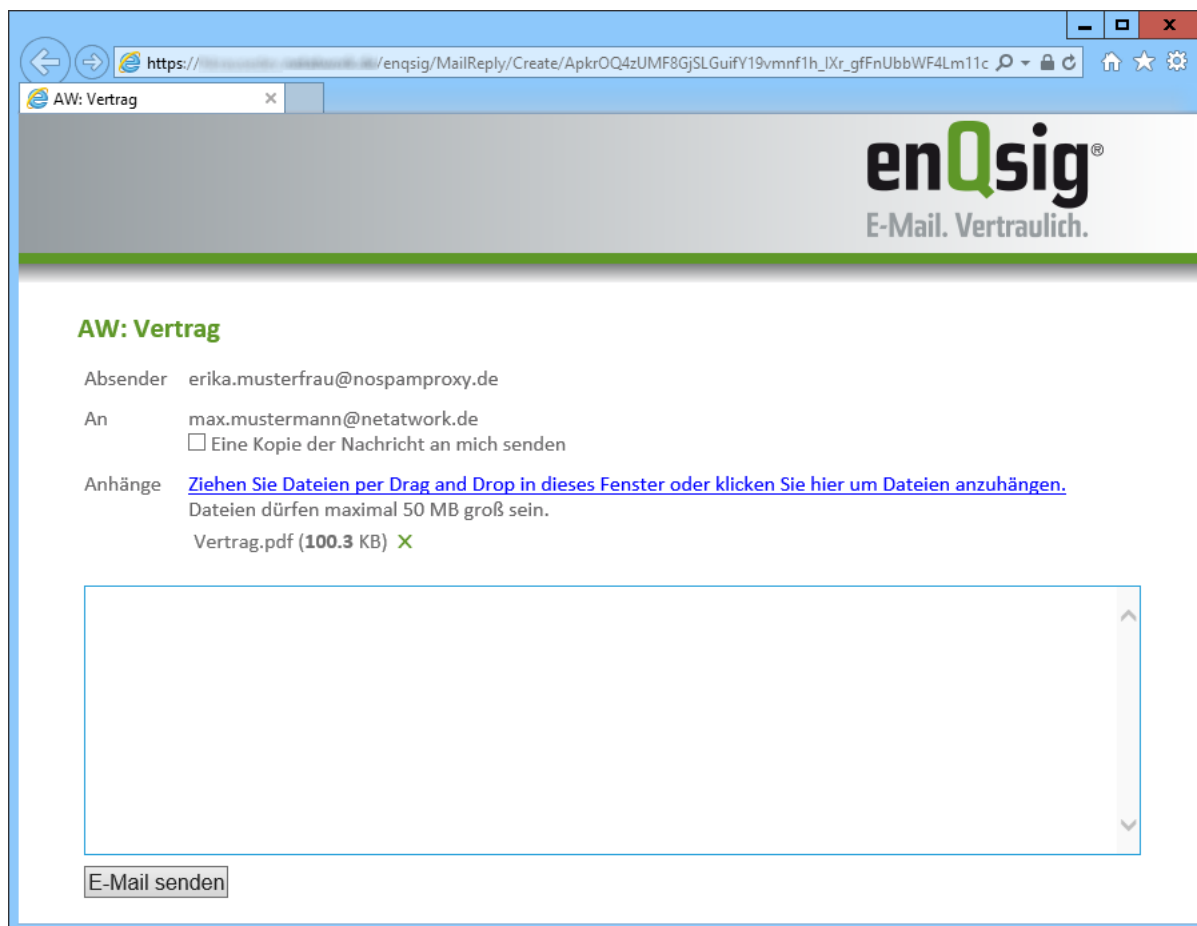 https:// /enqsig/MailReply/Create/ApkrOQ4zUMF8GjSLGuifY19vmnf1h_IXr_gfFnUbbWF4Lm11c
AW: Vertrag
enQsig®
E-Mail. Vertraulich.
AW: Vertrag
Absender erika.musterfrau@nospamproxy.de
An max.mustermann@netatwork.de
Eine Kopie der Nachricht an mich senden
Anhänge Ziehen Sie Dateien per Drag and Drop in dieses Fenster oder klicken Sie hier um Dateien anzuhängen.
Dateien dürfen maximal 50 MB groß sein.
Vertrag.pdf (100.3 KB)
E-Mail senden